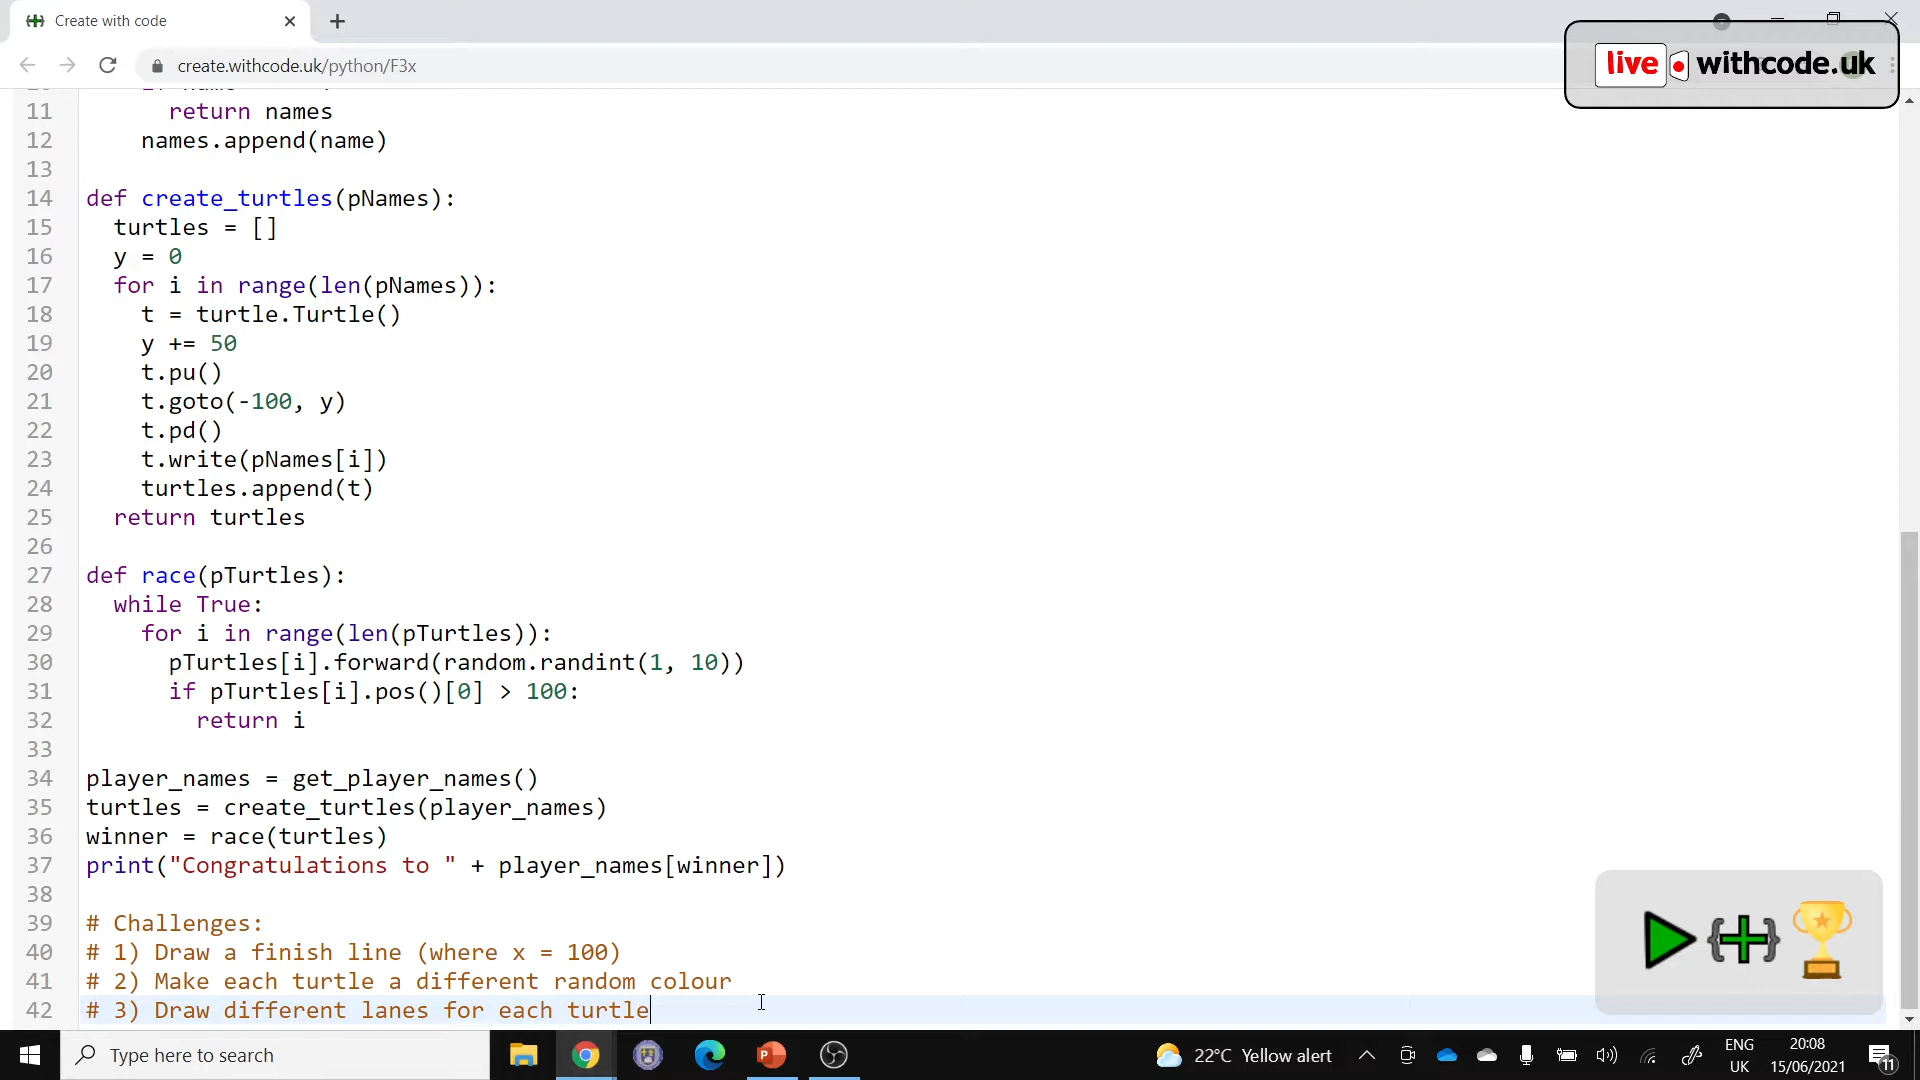 Create with code
create.withcode.uk/python/F3x
live withcode.uk
11 return names
12 names.append(name)
13
14 def create_turtles(pNames):
15 turtles = []
16 y = 0
17 for i in range(len(pNames)):
18 t = turtle.Turtle()
19 y += 50
20 t.pu()
21 t.goto(-100, y)
22 t.pd()
23 t.write(pNames[i])
24 turtles.append(t)
25 return turtles
26
27 def race(pTurtles):
28 while True:
29 for i in range(len(pTurtles)):
30 pTurtles[i].forward(random.randint(1, 10))
31 if pTurtles[i].pos()[0] > 100:
32 return i
33
34 player_names = get_player_names()
35 turtles = create_turtles(player_names)
36 winner = race(turtles)
37 print("Congratulations to " + player_names[winner])
38
39 # Challenges:
40 # 1) Draw a finish line (where x = 100)
41 # 2) Make each turtle a different random colour
42 # 3) Draw different lanes for each turtle
Type here to search
22°C Yellow alert
ENG
UK
20:08
15/06/2021
11